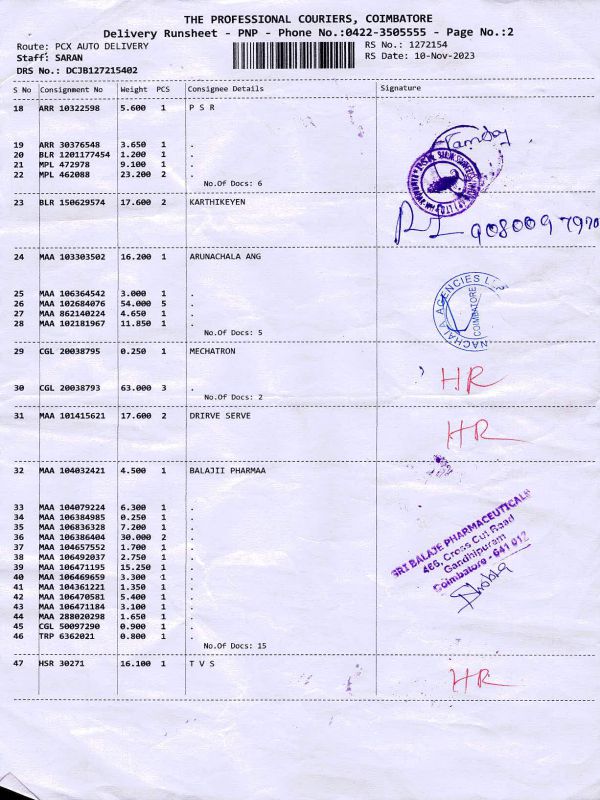 THE PROFESSIONAL COURIERS, COIMBATORE
Delivery Runsheet - PNP - Phone No.:0422-3505555 - Page No.:2
Route: PCX AUTO DELIVERY
RS No.: 1272154
Staff: SARAN
RS Date: 10-Nov-2023
DRS No.: DCJB127215402
S No Consignment No Weight PCS Consignee Details Signature
18 ARR 10322598 5.600 1 P S R
19 ARR 30376548 3.650 1 .
20 BLR 1201177454 1.200 1 .
21 MPL 472978 9.100 1 .
22 MPL 462088 23.200 2 .
No.Of Docs: 6
23 BLR 150629574 17.600 2 KARTHIKEYEN
9080097970
24 MAA 103303502 16.200 1 ARUNACHALA ANG
25 MAA 106364542 3.000 1 .
26 MAA 102684076 54.000 5 .
27 MAA 862140224 4.650 1 .
28 MAA 102181967 11.850 1 .
No.Of Docs: 5
NACHALA AGENCIES
COIMBATORE
29 CGL 20038795 0.250 1 MECHATRON
30 CGL 20038793 63.000 3 .
No.Of Docs: 2
HR
31 MAA 101415621 17.600 2 DRIRVE SERVE
HR
32 MAA 104032421 4.500 1 BALAJII PHARMAA
33 MAA 104079224 6.300 1 .
34 MAA 106384985 0.250 1 .
35 MAA 106836328 7.200 1 .
36 MAA 106386404 30.000 2 .
37 MAA 104657552 1.700 1 .
38 MAA 106492037 2.750 1 .
39 MAA 106471195 15.250 1 .
40 MAA 106469659 3.300 1 .
41 MAA 104361221 1.350 1 .
42 MAA 106470581 5.400 1 .
43 MAA 106471184 3.100 1 .
44 MAA 288020298 1.650 1 .
45 CGL 50097290 0.900 1 .
46 TRP 6362021 0.800 1 .
No.Of Docs: 15
SRI BALAJE PHARMACEUTICALS
466, Cross Cut Road
Gandhipuram
Coimbatore - 641 012
47 HSR 30271 16.100 1 T V S
HR